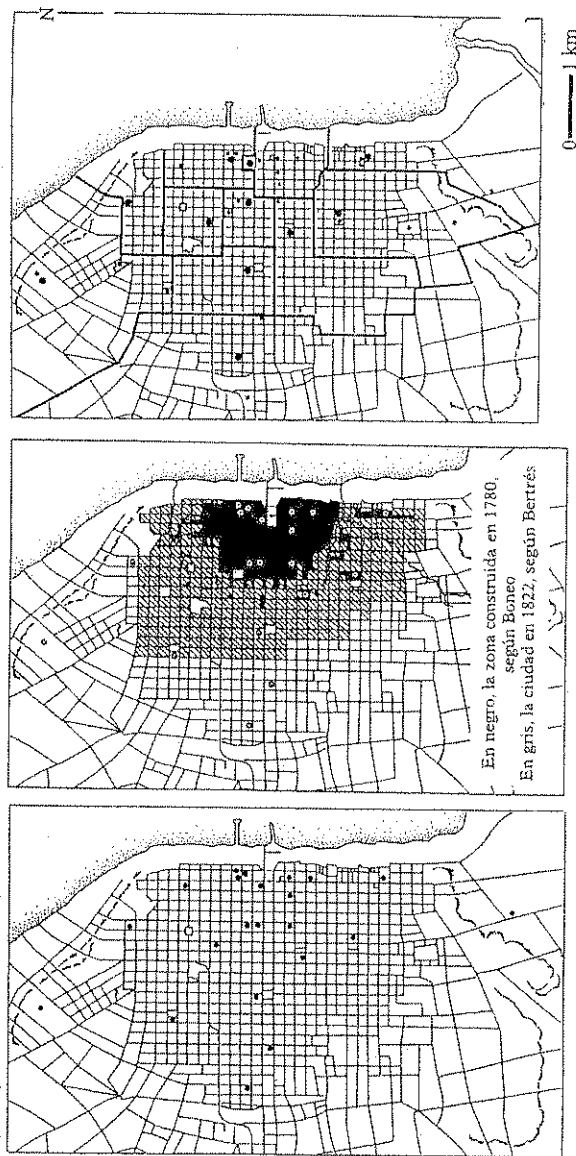 N
0 1 km
En negro, la zona construida en 1780,
según Boneo
En gris, la ciudad en 1822, según Bertrés